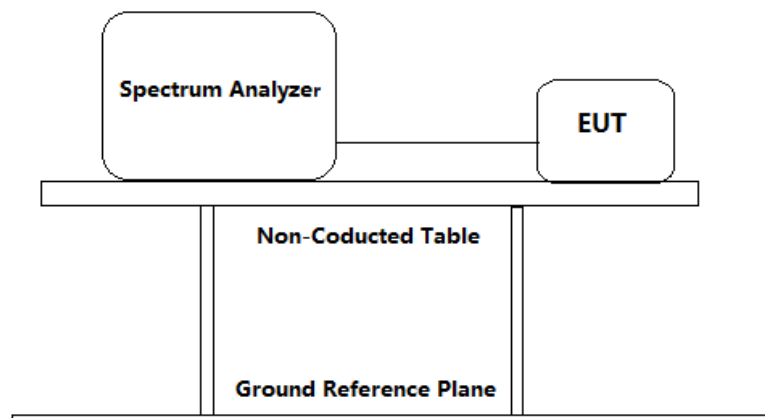 Spectrum Analyzer
EUT
Non-Coducted Table
Ground Reference Plane